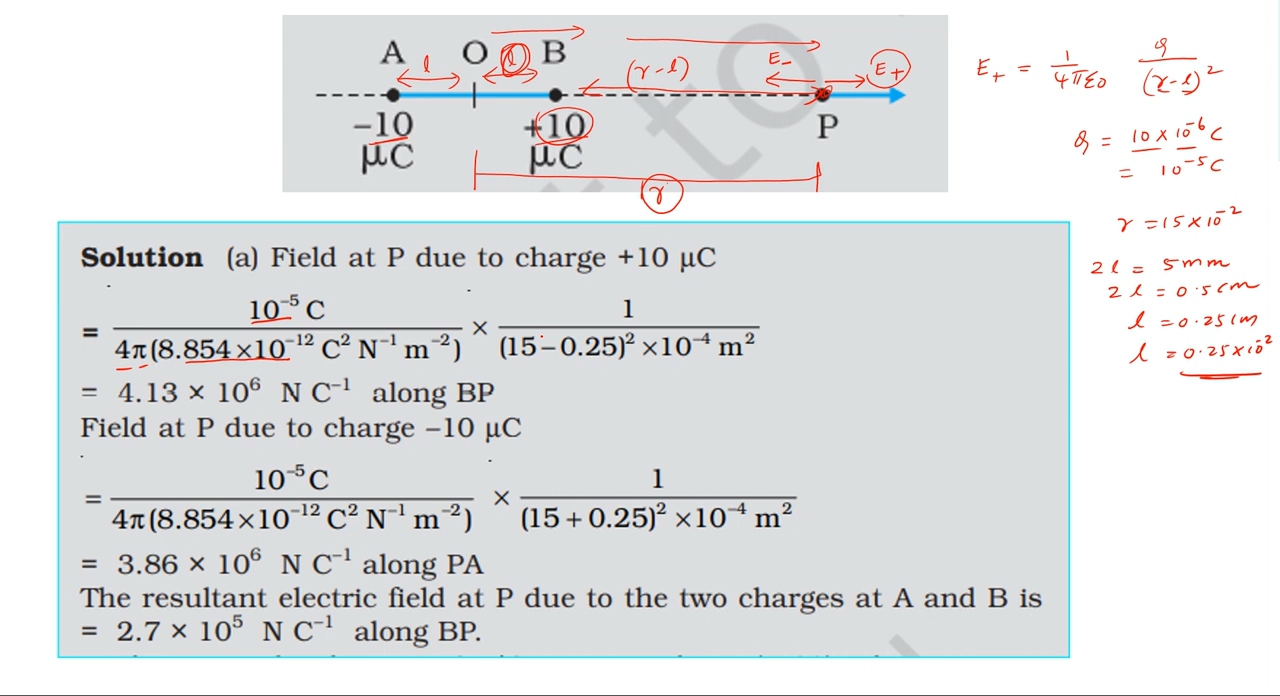 A l O l B (r-l) E- E+
-10 +10 P
μC μC
r
E+ = 1/4πε0 q/(r-l)²
q = 10 × 10⁻⁶ C
= 10⁻⁵ C
r = 15 × 10⁻²
2l = 5mm
2l = 0.5cm
l = 0.25cm
l = 0.25×10⁻²
Solution (a) Field at P due to charge +10 μC
= 10⁻⁵ C / 4π(8.854 ×10⁻¹² C² N⁻¹ m⁻²) × 1 / (15 − 0.25)² ×10⁻⁴ m²
= 4.13 × 10⁶ N C⁻¹ along BP
Field at P due to charge –10 μC
= 10⁻⁵ C / 4π(8.854 ×10⁻¹² C² N⁻¹ m⁻²) × 1 / (15 + 0.25)² ×10⁻⁴ m²
= 3.86 × 10⁶ N C⁻¹ along PA
The resultant electric field at P due to the two charges at A and B is
= 2.7 × 10⁵ N C⁻¹ along BP.